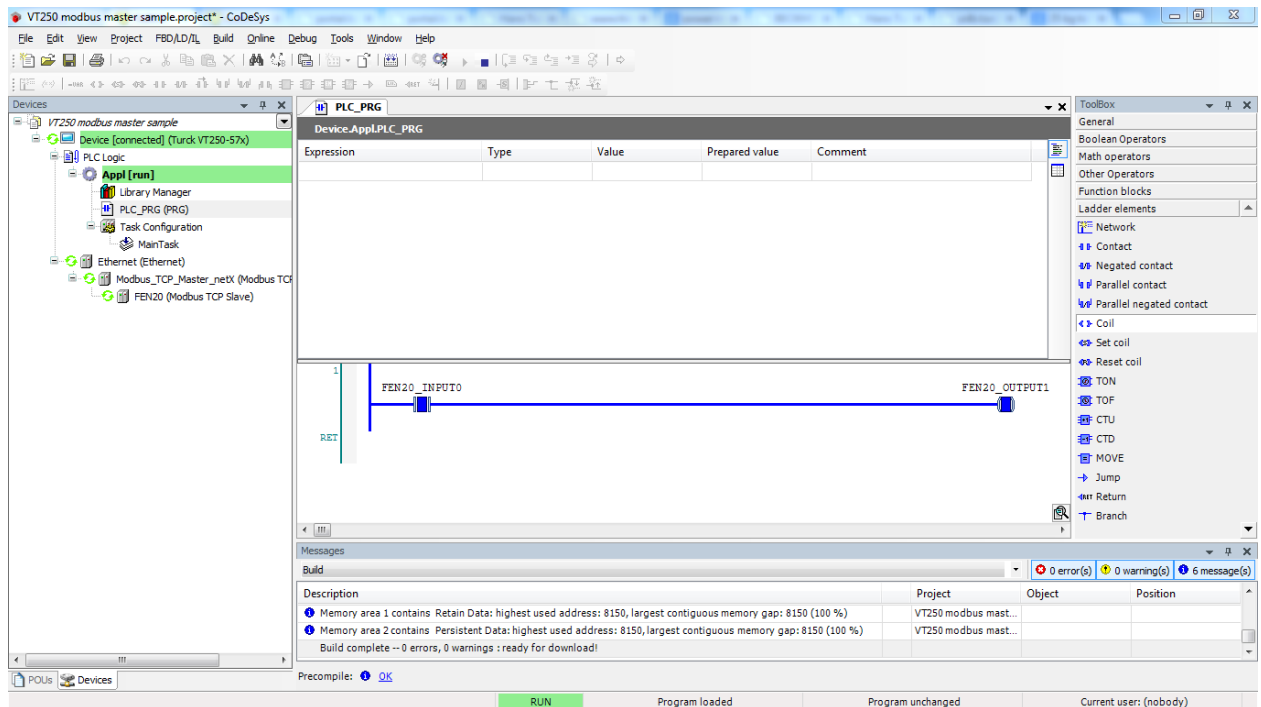 VT250 modbus master sample.project* - CoDeSys
File Edit View Project FBD/LD/IL Build Online Debug Tools Window Help
Devices
VT250 modbus master sample
Device [connected] (Turck VT250-57x)
PLC Logic
Appl [run]
Library Manager
PLC_PRG (PRG)
Task Configuration
MainTask
Ethernet (Ethernet)
Modbus_TCP_Master_netX (Modbus TCP
FEN20 (Modbus TCP Slave)
POUs Devices
PLC_PRG
Device.Appl.PLC_PRG
Expression Type Value Prepared value Comment
1
FEN20_INPUT0 FEN20_OUTPUT1
RET
ToolBox
General
Boolean Operators
Math operators
Other Operators
Function blocks
Ladder elements
Network
Contact
Negated contact
Parallel contact
Parallel negated contact
Coil
Set coil
Reset coil
TON
TOF
CTU
CTD
MOVE
Jump
Return
Branch
Messages
Build 0 error(s) 0 warning(s) 6 message(s)
Description Project Object Position
Memory area 1 contains Retain Data: highest used address: 8150, largest contiguous memory gap: 8150 (100 %) VT250 modbus mast...
Memory area 2 contains Persistent Data: highest used address: 8150, largest contiguous memory gap: 8150 (100 %) VT250 modbus mast...
Build complete -- 0 errors, 0 warnings : ready for download!
Precompile: OK
RUN Program loaded Program unchanged Current user: (nobody)